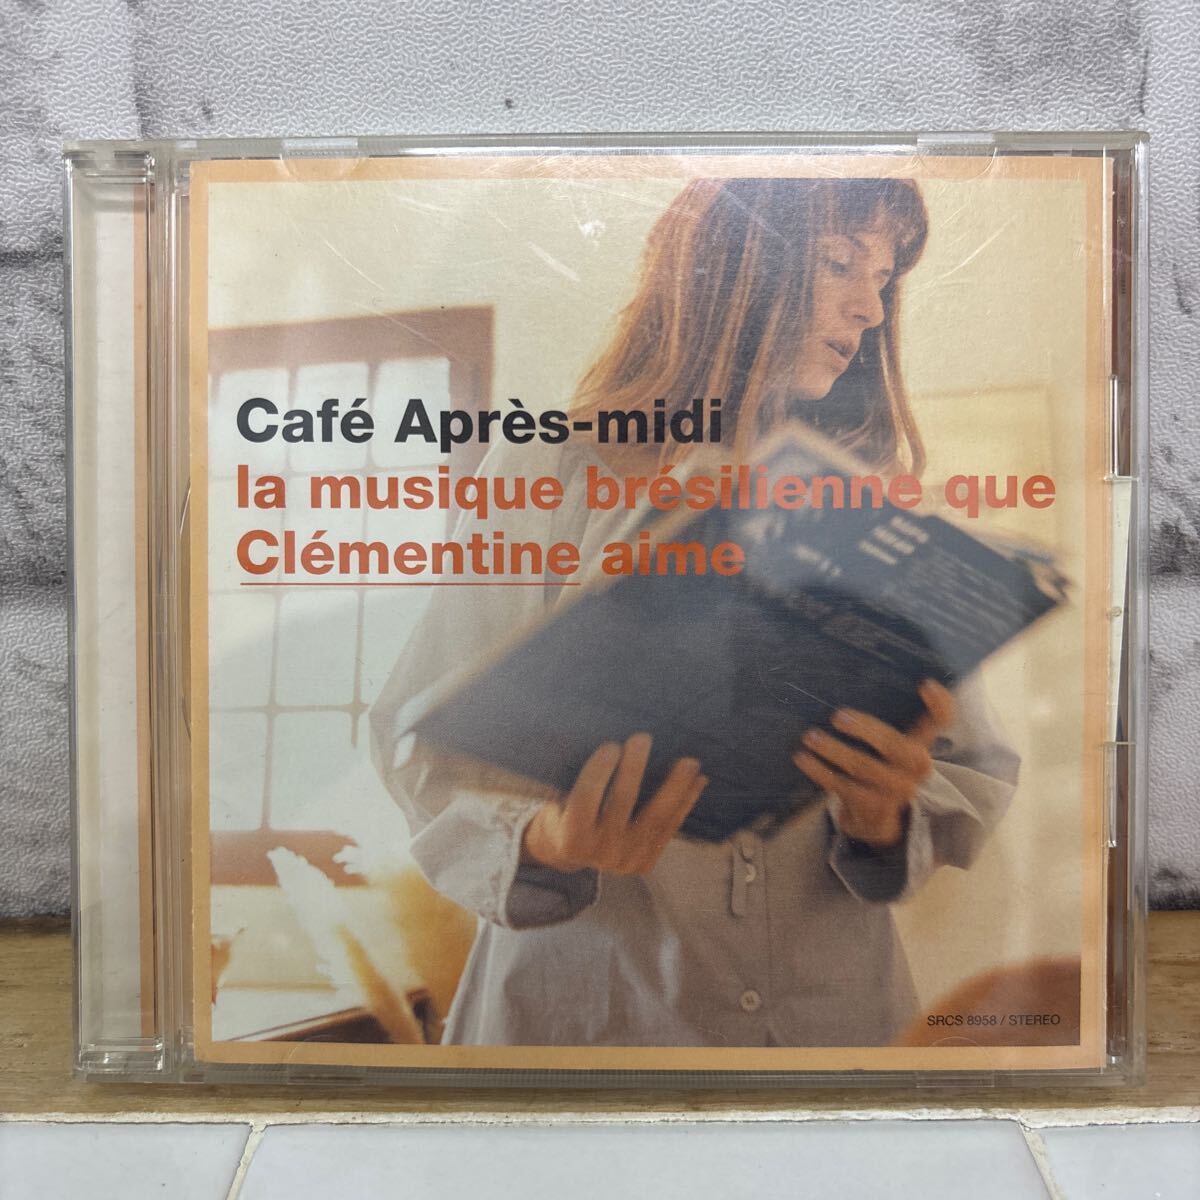 Café Après-midi
la musique brésilienne que
Clémentine aime
SRCS 8958 / STEREO